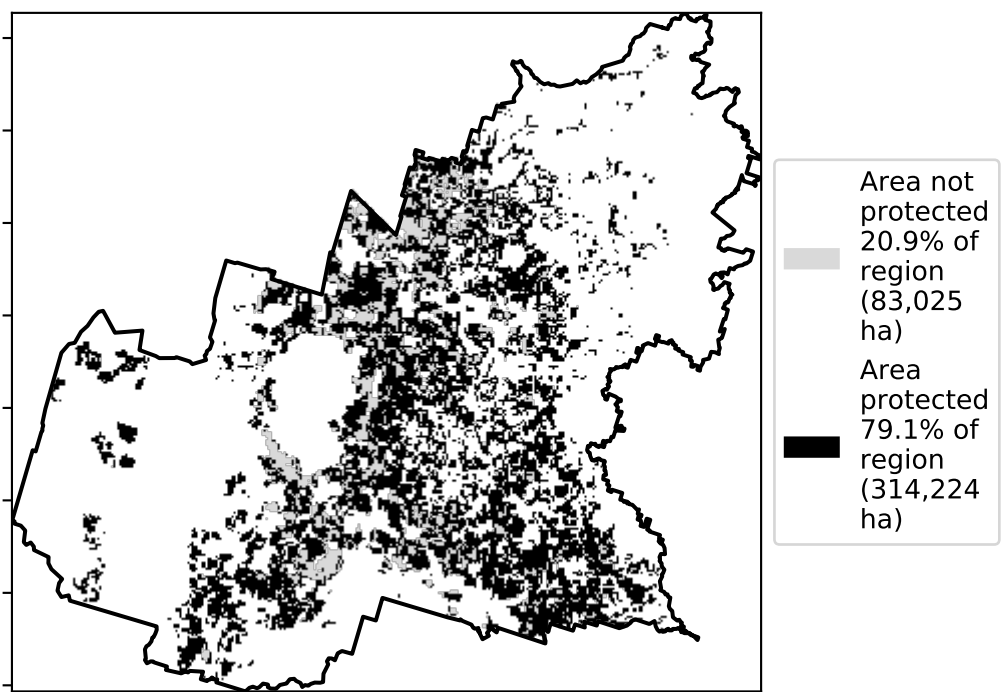 Area not
protected
20.9% of
region
(83,025
ha)
Area
protected
79.1% of
region
(314,224
ha)